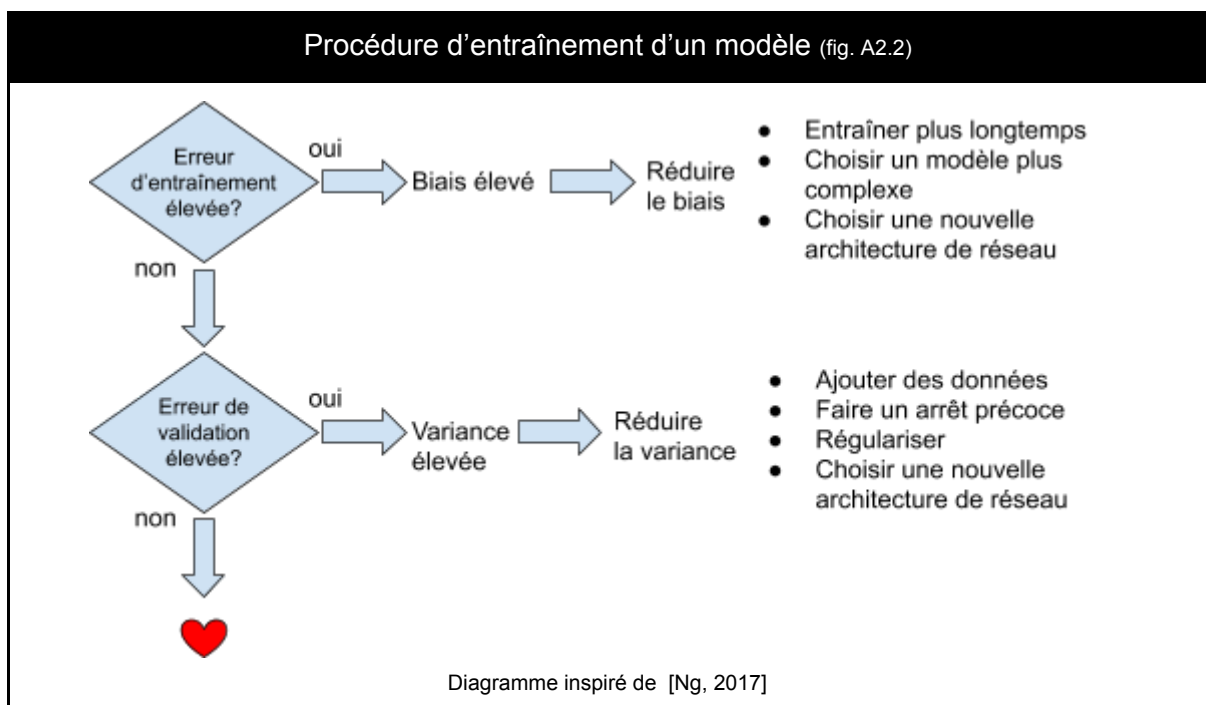 Procédure d’entraînement d’un modèle (fig. A2.2)
Erreur
d'entraînement
élevée?
oui
Biais élevé
Réduire
le biais
● Entraîner plus longtemps
● Choisir un modèle plus
complexe
● Choisir une nouvelle
architecture de réseau
non
Erreur de
validation
élevée?
oui
Variance
élevée
Réduire
la variance
● Ajouter des données
● Faire un arrêt précoce
● Régulariser
● Choisir une nouvelle
architecture de réseau
non
Diagramme inspiré de [Ng, 2017]